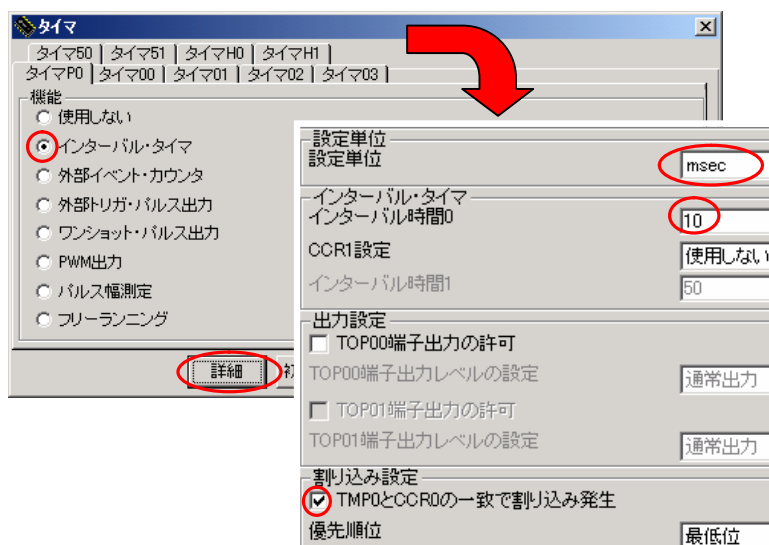 タイマ
タイマ50 タイマ51 タイマH0 タイマH1
タイマP0 タイマ00 タイマ01 タイマ02 タイマ03
機能
使用しない
インターバル・タイマ
外部イベント・カウンタ
外部トリガ・パルス出力
ワンショット・パルス出力
PWM出力
パルス幅測定
フリーランニング
詳細
設定単位
設定単位 msec
インターバル・タイマ
インターバル時間0 10
CCR1設定 使用しない
インターバル時間1 50
出力設定
TOP00端子出力の許可
TOP00端子出力レベルの設定 通常出力
TOP01端子出力の許可
TOP01端子出力レベルの設定 通常出力
割り込み設定
TMP0とCCR0の一致で割り込み発生
優先順位 最低位